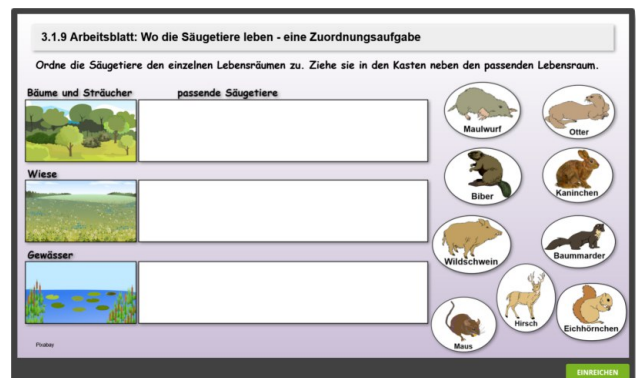 3.1.9 Arbeitsblatt: Wo die Säugetiere leben - eine Zuordnungsaufgabe
Ordne die Säugetiere den einzelnen Lebensräumen zu. Ziehe sie in den Kasten neben den passenden Lebensraum.
Bäume und Sträucher passende Säugetiere
Maulwurf Otter
Wiese
Biber Kaninchen
Gewässer
Wildschwein Baummarder
Hirsch Eichhörnchen
Maus
Pixabay
EINREICHEN